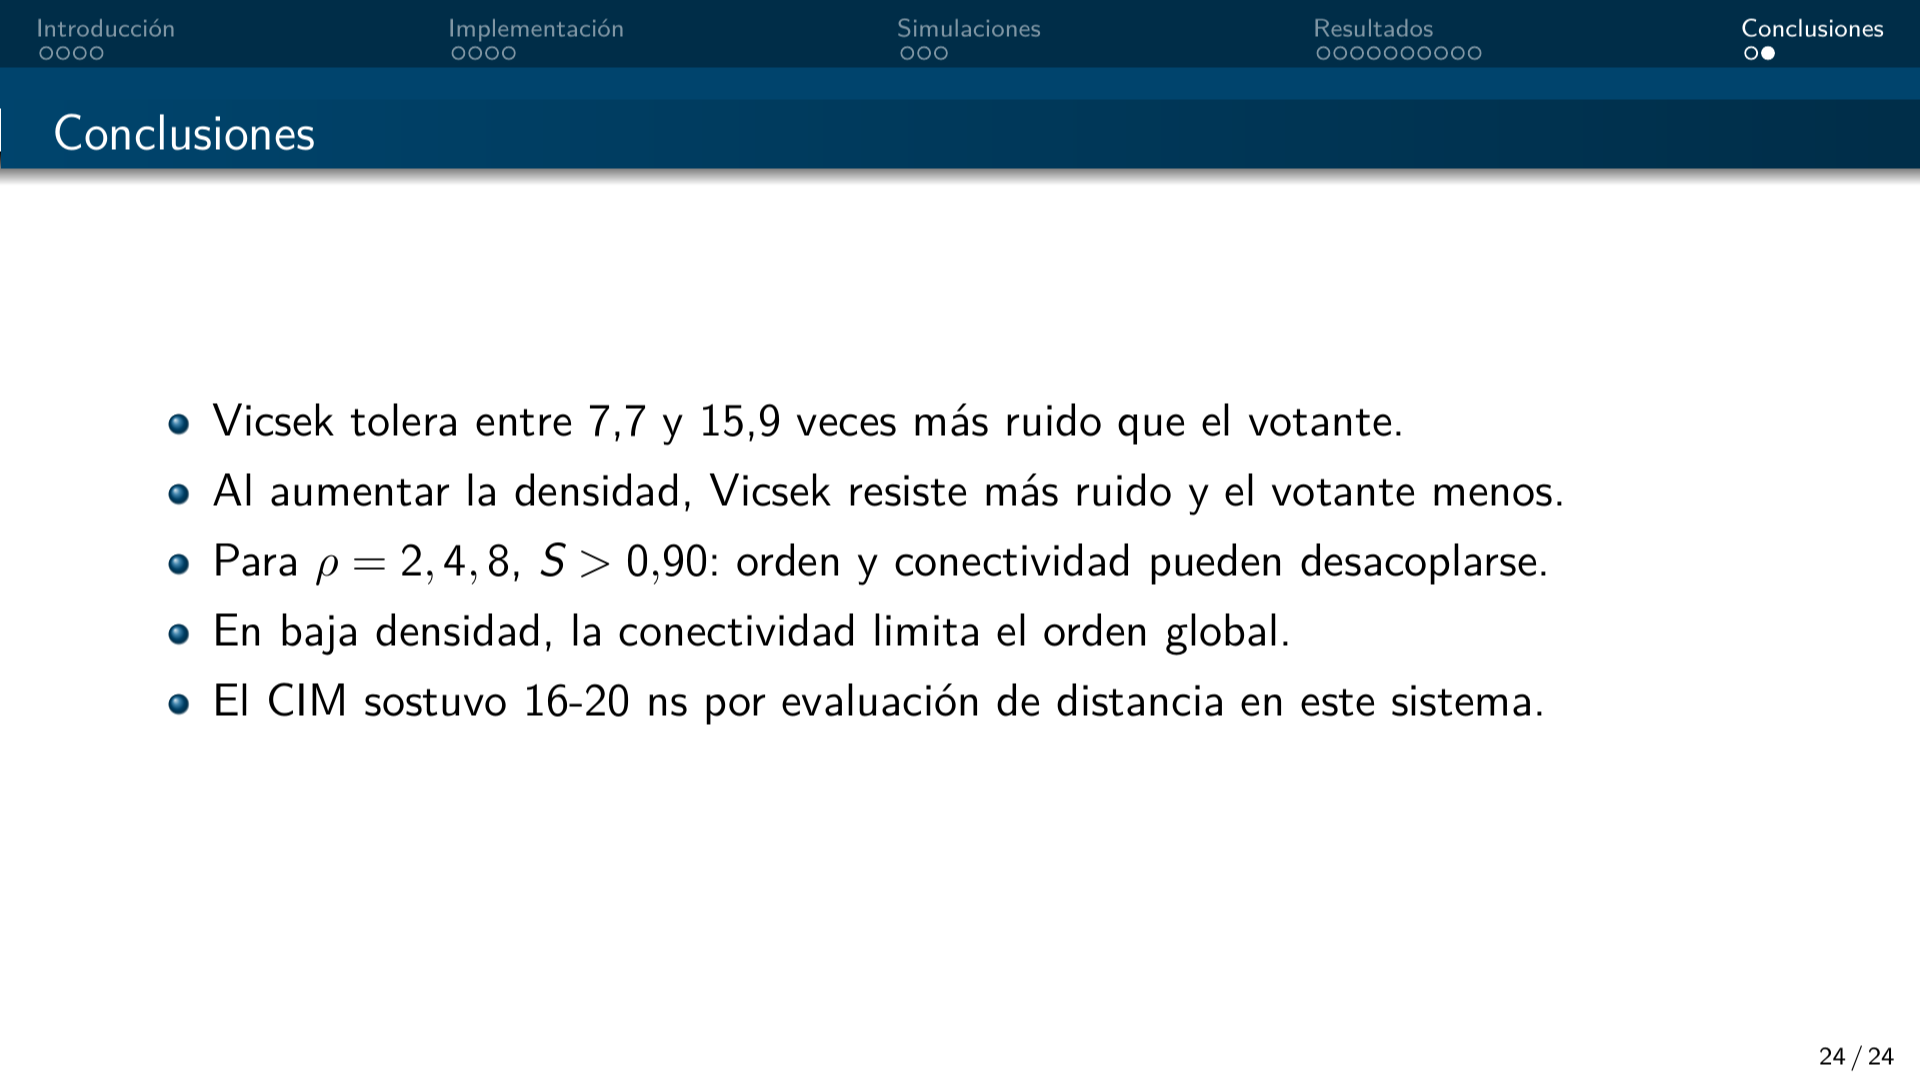 Introducción
Implementación
Simulaciones
Resultados
Conclusiones
Conclusiones
Vicsek tolera entre 7,7 y 15,9 veces más ruido que el votante.
Al aumentar la densidad, Vicsek resiste más ruido y el votante menos.
Para ρ = 2, 4, 8, S > 0,90: orden y conectividad pueden desacoplarse.
En baja densidad, la conectividad limita el orden global.
El CIM sostuvo 16-20 ns por evaluación de distancia en este sistema.
24 / 24